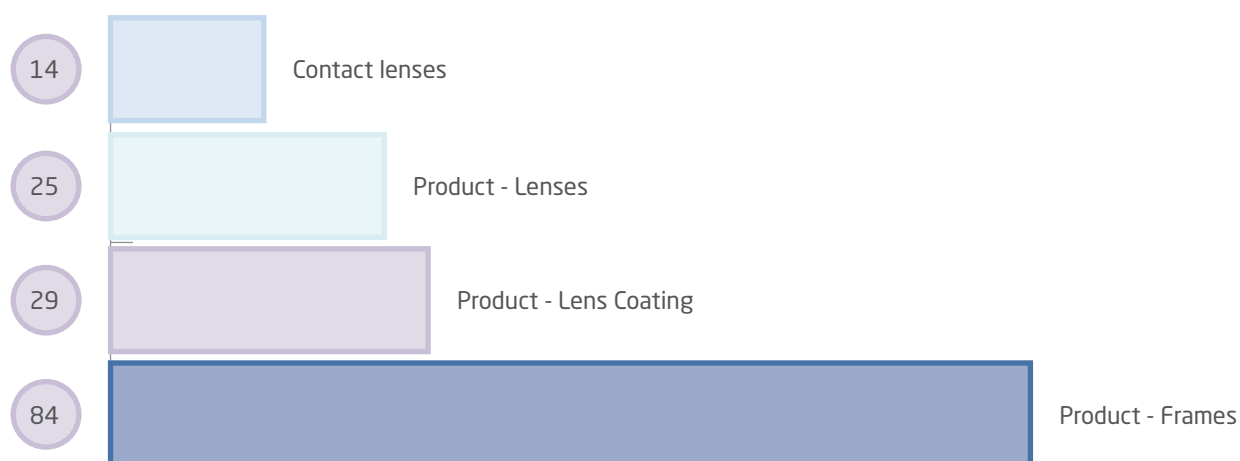 14 Contact lenses
25 Product - Lenses
29 Product - Lens Coating
84 Product - Frames